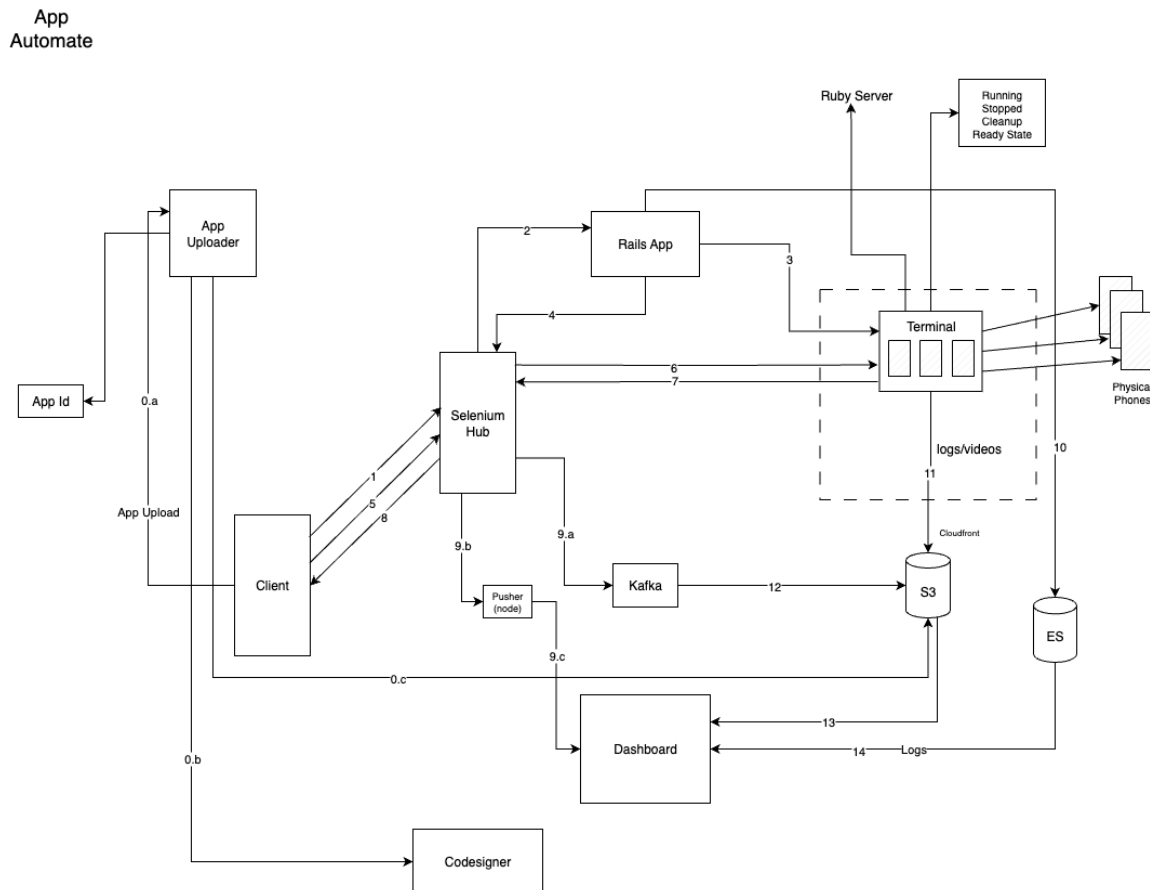 App
Automate
Ruby Server
Running
Stopped
Cleanup
Ready State
App
Uploader
2
Rails App
3
4
Terminal
6
7
App Id
0.a
Selenium
Hub
Physical
Phones
1
5
8
logs/videos
10
11
App Upload
9.b
9.a
Cloudfront
Client
Kafka
12
S3
Pusher
(node)
ES
9.c
0.c
13
Dashboard
14
Logs
0.b
Codesigner